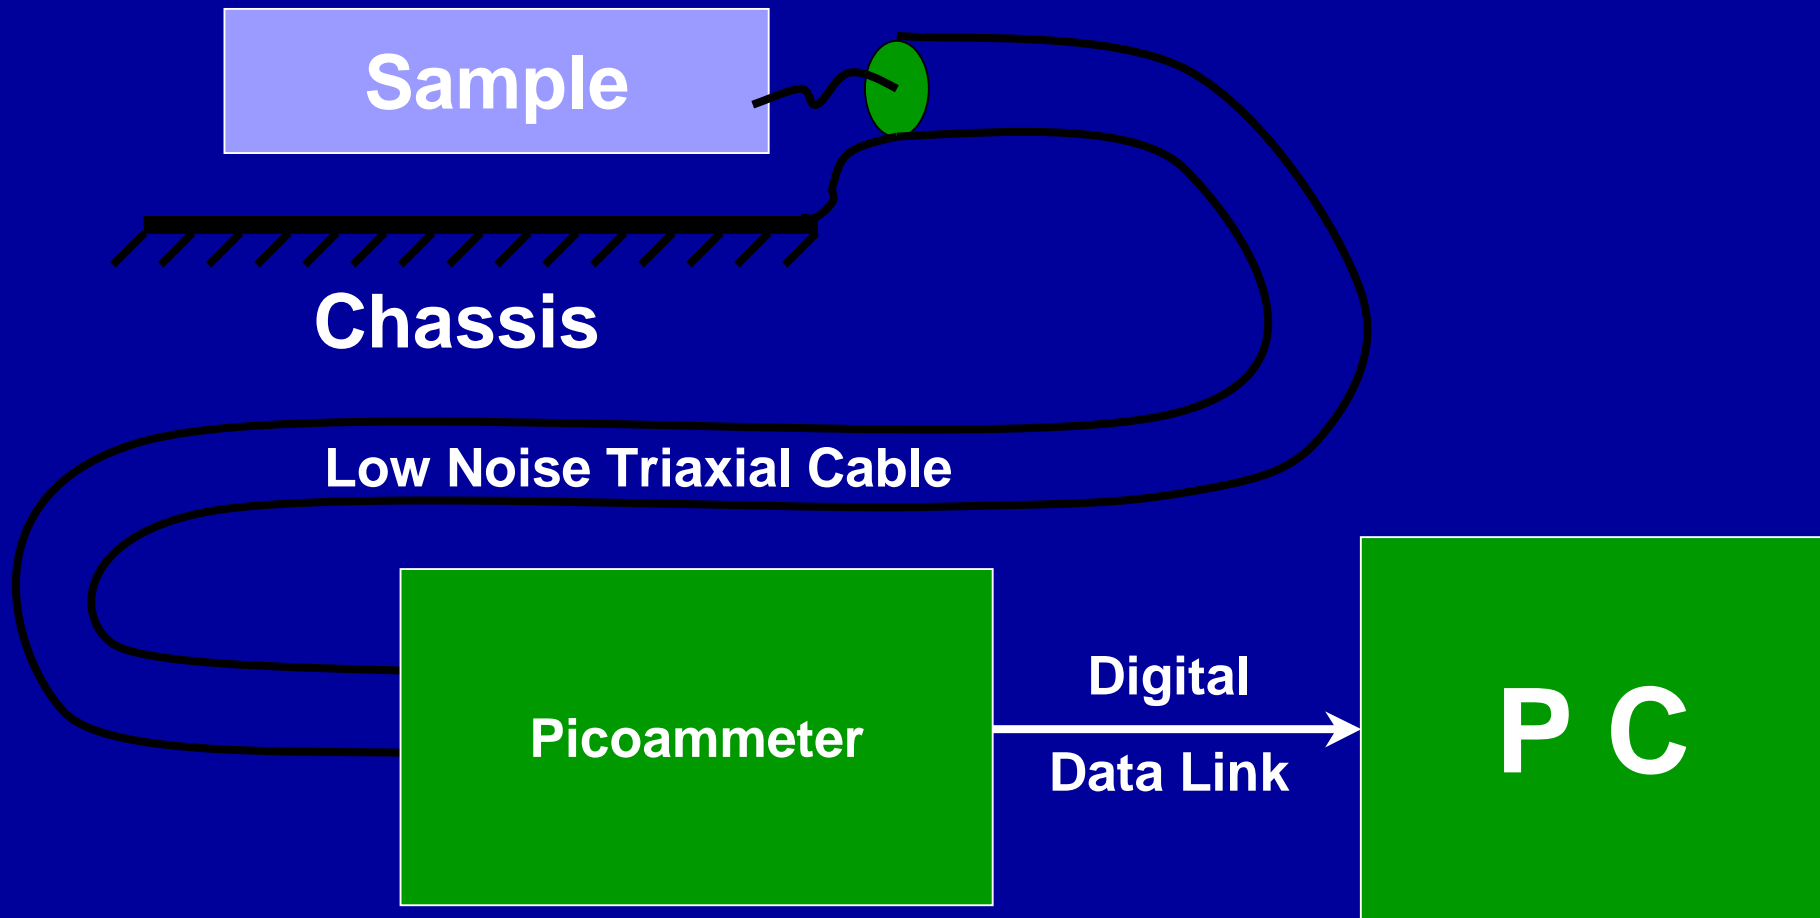 Sample
Chassis
Low Noise Triaxial Cable
Picoammeter
Digital
Data Link
P C